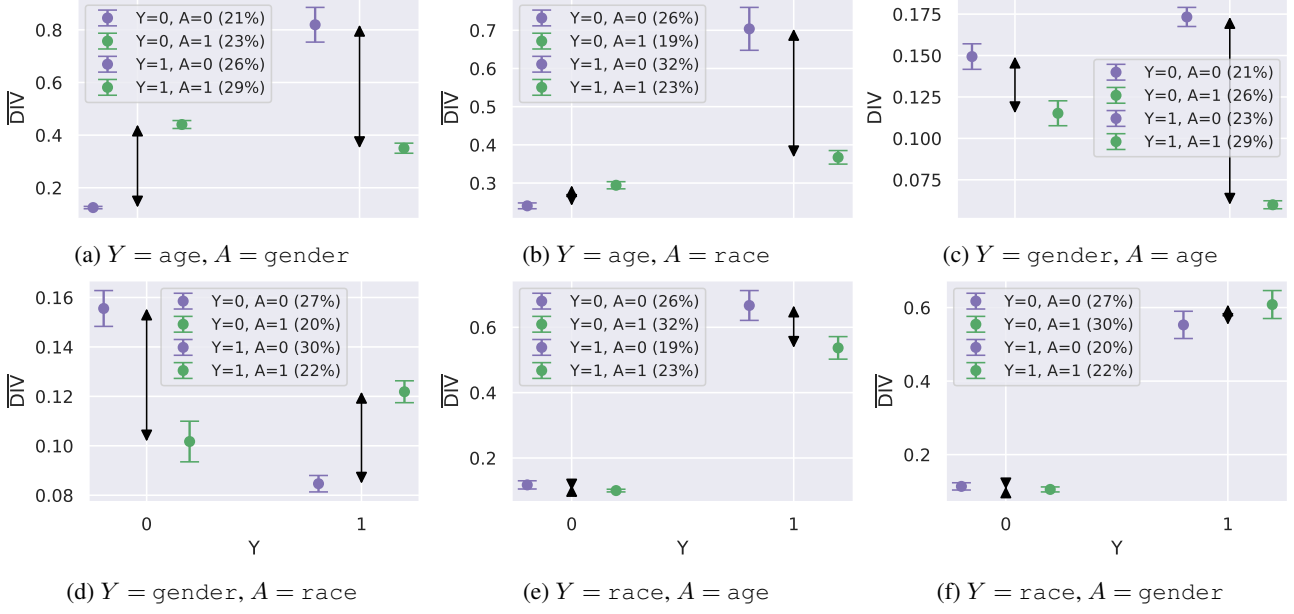 0.8
0.6
0.4
0.2
DIV
Y=0, A=0 (21%)
Y=0, A=1 (23%)
Y=1, A=0 (26%)
Y=1, A=1 (29%)
(a) Y = age, A = gender
0.7
0.6
0.5
0.4
0.3
DIV
Y=0, A=0 (26%)
Y=0, A=1 (19%)
Y=1, A=0 (32%)
Y=1, A=1 (23%)
(b) Y = age, A = race
0.175
0.150
0.125
0.100
0.075
DIV
Y=0, A=0 (21%)
Y=0, A=1 (26%)
Y=1, A=0 (23%)
Y=1, A=1 (29%)
(c) Y = gender, A = age
0.16
0.14
0.12
0.10
0.08
DIV
Y=0, A=0 (27%)
Y=0, A=1 (20%)
Y=1, A=0 (30%)
Y=1, A=1 (22%)
0
1
Y
(d) Y = gender, A = race
0.6
0.4
0.2
DIV
Y=0, A=0 (26%)
Y=0, A=1 (32%)
Y=1, A=0 (19%)
Y=1, A=1 (23%)
0
1
Y
(e) Y = race, A = age
0.6
0.4
0.2
DIV
Y=0, A=0 (27%)
Y=0, A=1 (30%)
Y=1, A=0 (20%)
Y=1, A=1 (22%)
0
1
Y
(f) Y = race, A = gender